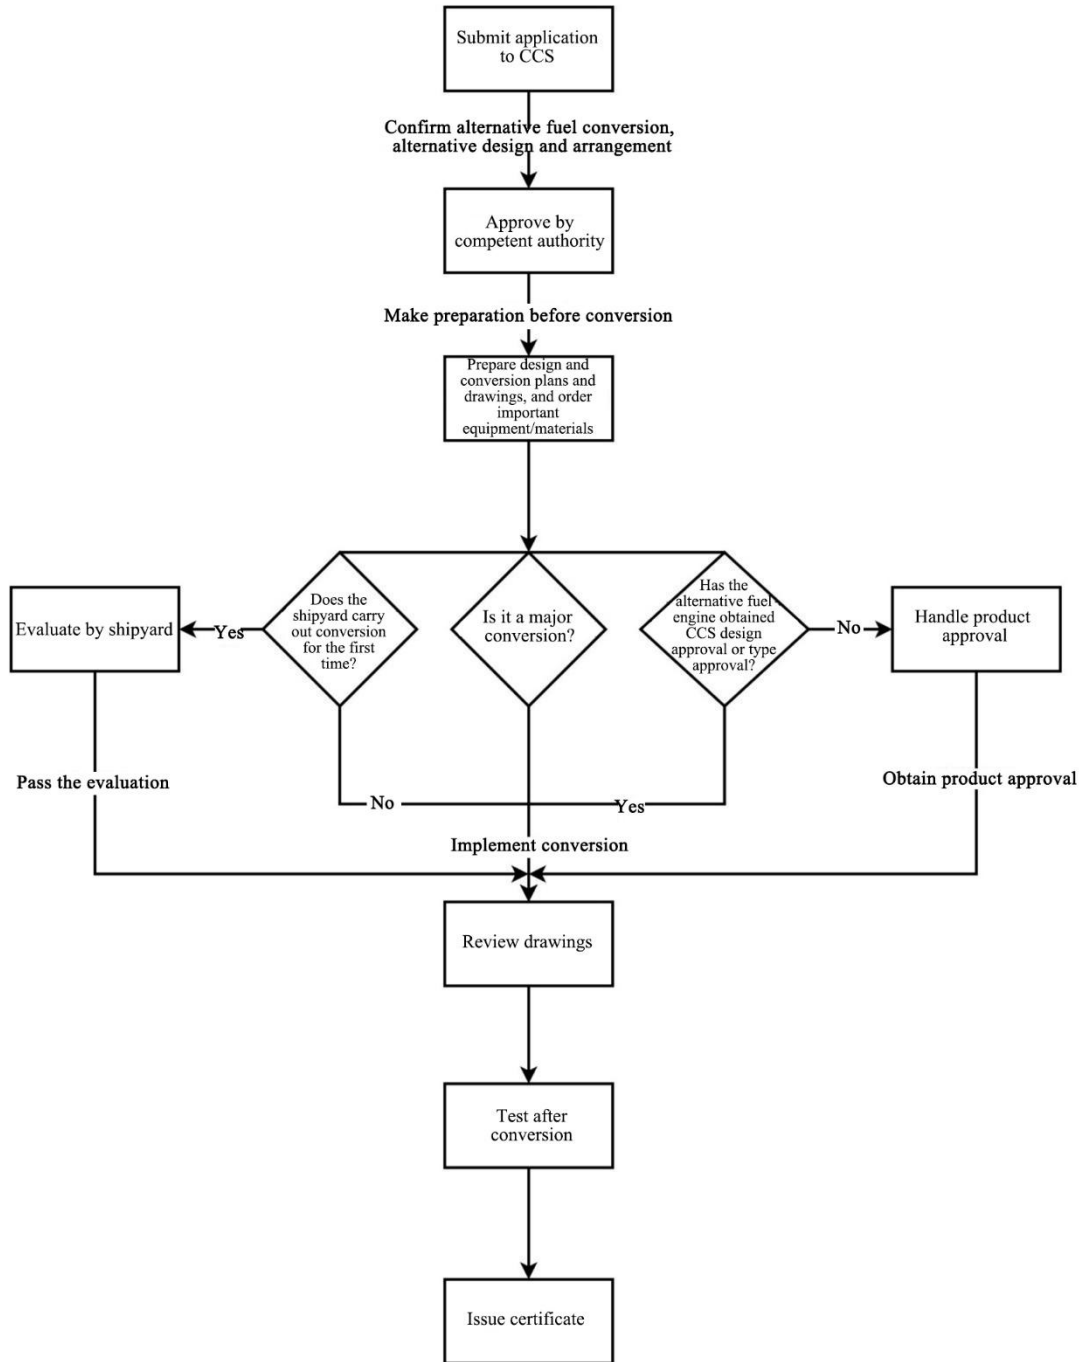 Submit application
to CCS
Confirm alternative fuel conversion,
alternative design and arrangement
Approve by
competent authority
Make preparation before conversion
Prepare design and
conversion plans and
drawings, and order
important
equipment/materials
Evaluate by shipyard
Yes
Does the
shipyard carry
out conversion
for the first
time?
Is it a major
conversion?
Has the
alternative fuel
engine obtained
CCS design
approval or type
approval?
No
Handle product
approval
Pass the evaluation
No
Yes
Obtain product approval
Implement conversion
Review drawings
Test after
conversion
Issue certificate